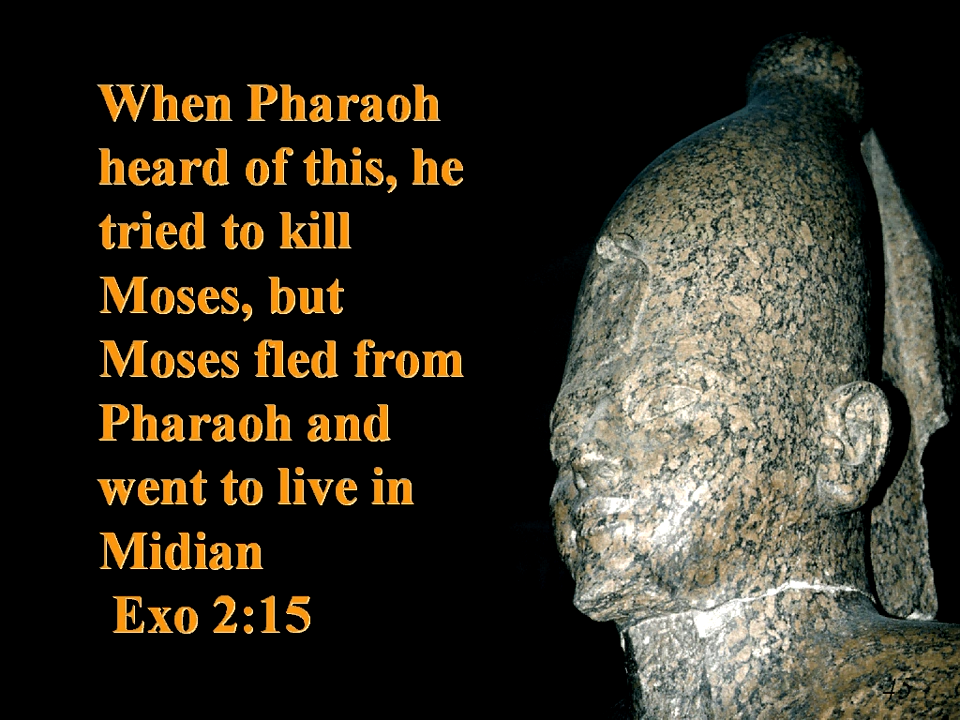 When Pharaoh
heard of this, he
tried to kill
Moses, but
Moses fled from
Pharaoh and
went to live in
Midian
Exo 2:15
45